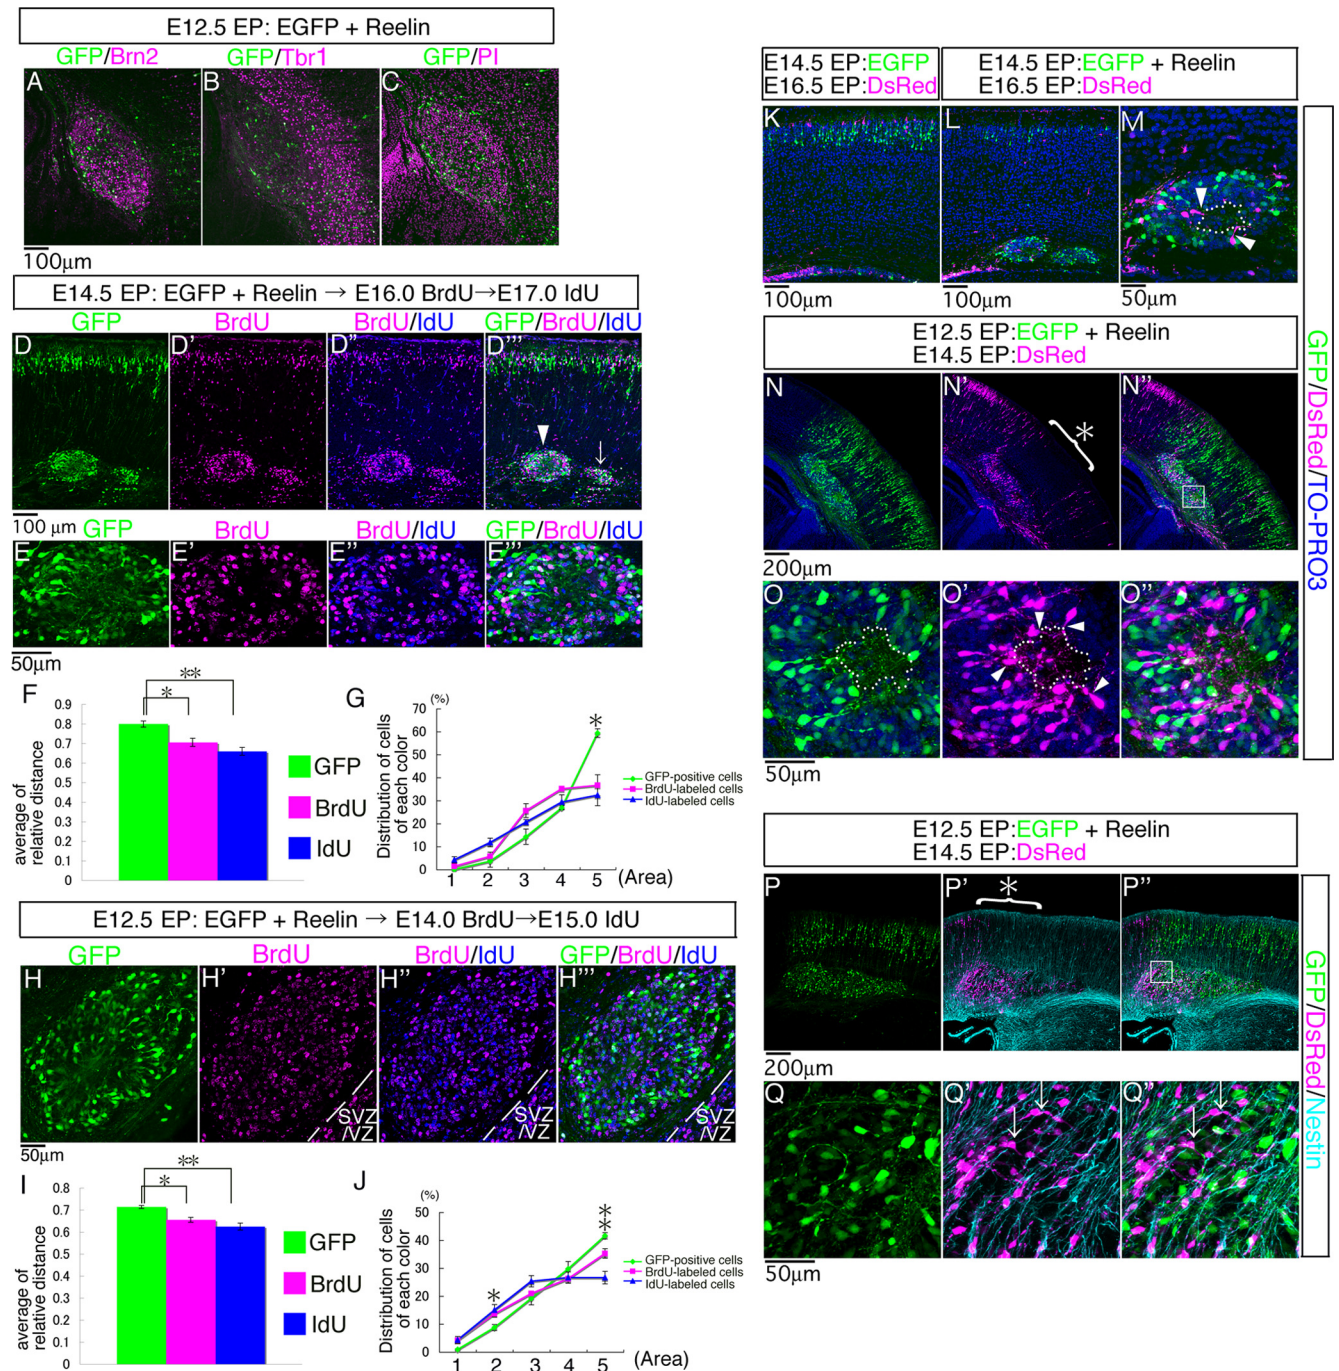 E12.5 EP: EGFP + Reelin
GFP/Brn2 GFP/Tbr1 GFP/PI
A B C
100μm
E14.5 EP: EGFP + Reelin → E16.0 BrdU→E17.0 IdU
GFP BrdU BrdU/IdU GFP/BrdU/IdU
D D' D'' D'''
100 μm
GFP BrdU BrdU/IdU GFP/BrdU/IdU
E E' E'' E'''
50μm
F
average of
relative distance
0.9
0.8
0.7
0.6
0.5
0.4
0.3
0.2
0.1
0
*
**
GFP
BrdU
IdU
G
(%)
Distribution of cells
of each color
70
60
50
40
30
20
10
0
*
GFP-positive cells
BrdU-labeled cells
IdU-labeled cells
1 2 3 4 5 (Area)
E12.5 EP: EGFP + Reelin → E14.0 BrdU→E15.0 IdU
GFP BrdU BrdU/IdU GFP/BrdU/IdU
H H' H'' H'''
SVZ SVZ SVZ
VZ VZ VZ
50μm
I
average of
relative distance
0.8
0.7
0.6
0.5
0.4
0.3
0.2
0.1
0
*
**
GFP
BrdU
IdU
J
(%)
Distribution of cells
of each color
50
40
30
20
10
0
*
**
GFP-positive cells
BrdU-labeled cells
IdU-labeled cells
1 2 3 4 5 (Area)
E14.5 EP:EGFP
E16.5 EP:DsRed
E14.5 EP:EGFP + Reelin
E16.5 EP:DsRed
K L M
100μm 100μm 50μm
E12.5 EP:EGFP + Reelin
E14.5 EP:DsRed
N N' N''
*
200μm
O O' O''
50μm
GFP/DsRed/TO-PRO3
E12.5 EP:EGFP + Reelin
E14.5 EP:DsRed
P P' P''
*
200μm
Q Q' Q''
50μm
GFP/DsRed/Nestin